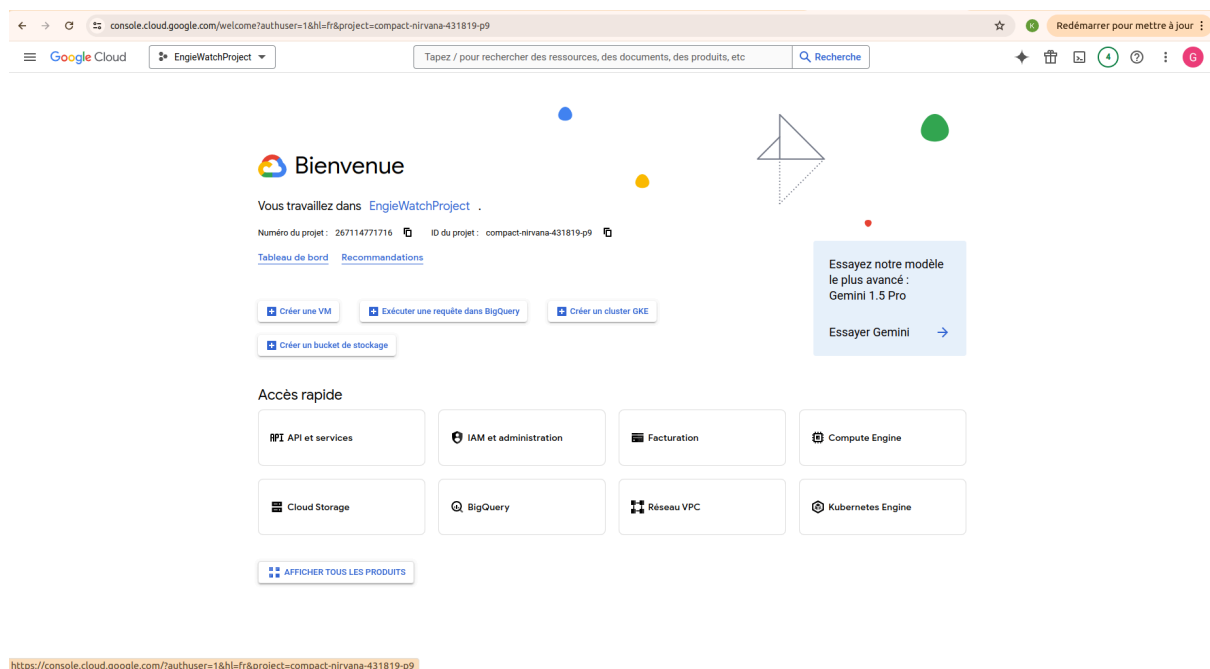 console.cloud.google.com/welcome?authuser=1&hl=fr&project=compact-nirvana-431819-p9
K
Redémarrer pour mettre à jour
Google Cloud
EngieWatchProject
Tapez / pour rechercher des ressources, des documents, des produits, etc
Recherche
4
G
Bienvenue
Vous travaillez dans EngieWatchProject .
Numéro du projet : 267114771716 ID du projet : compact-nirvana-431819-p9
Tableau de bord Recommandations
Essayez notre modèle
le plus avancé :
Gemini 1.5 Pro
Essayer Gemini
Créer une VM
Exécuter une requête dans BigQuery
Créer un cluster GKE
Créer un bucket de stockage
Accès rapide
API API et services
IAM et administration
Facturation
Compute Engine
Cloud Storage
BigQuery
Réseau VPC
Kubernetes Engine
AFFICHER TOUS LES PRODUITS
https://console.cloud.google.com/?authuser=1&hl=fr&project=compact-nirvana-431819-p9